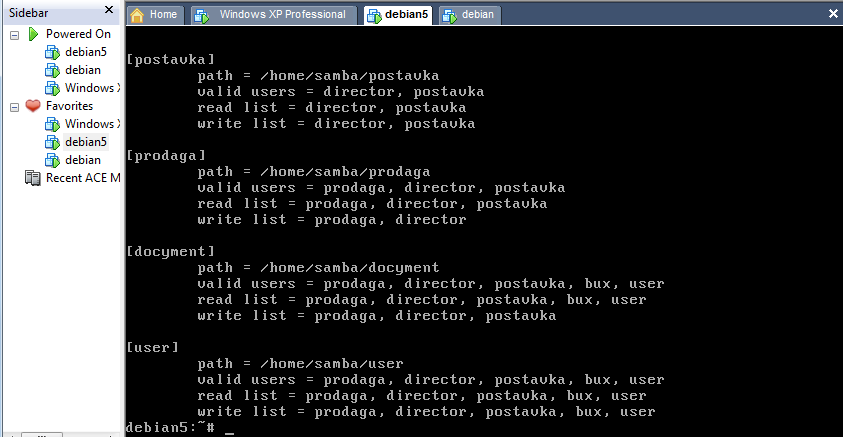 Sidebar
Powered On
debian5
debian
Windows X
Favorites
Windows X
debian5
debian
Recent ACE M
Home
Windows XP Professional
debian5
debian
[postavka]
path = /home/samba/postavka
valid users = director, postavka
read list = director, postavka
write list = director, postavka
[prodaga]
path = /home/samba/prodaga
valid users = prodaga, director, postavka
read list = prodaga, director, postavka
write list = prodaga, director
[docyment]
path = /home/samba/docyment
valid users = prodaga, director, postavka, bux, user
read list = prodaga, director, postavka, bux, user
write list = prodaga, director, postavka
[user]
path = /home/samba/user
valid users = prodaga, director, postavka, bux, user
read list = prodaga, director, postavka, bux, user
write list = prodaga, director, postavka, bux, user
debian5:~# _